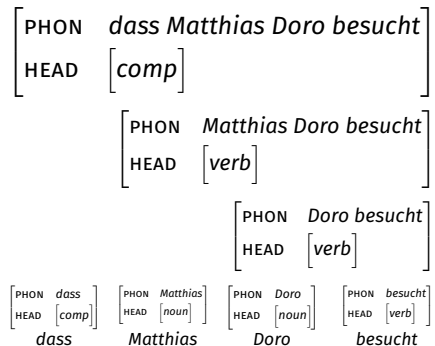 PHON dass Matthias Doro besucht
HEAD [comp]
PHON Matthias Doro besucht
HEAD [verb]
PHON Doro besucht
HEAD [verb]
PHON dass PHON Matthias PHON Doro PHON besucht
HEAD [comp] HEAD [noun] HEAD [noun] HEAD [verb]
dass Matthias Doro besucht